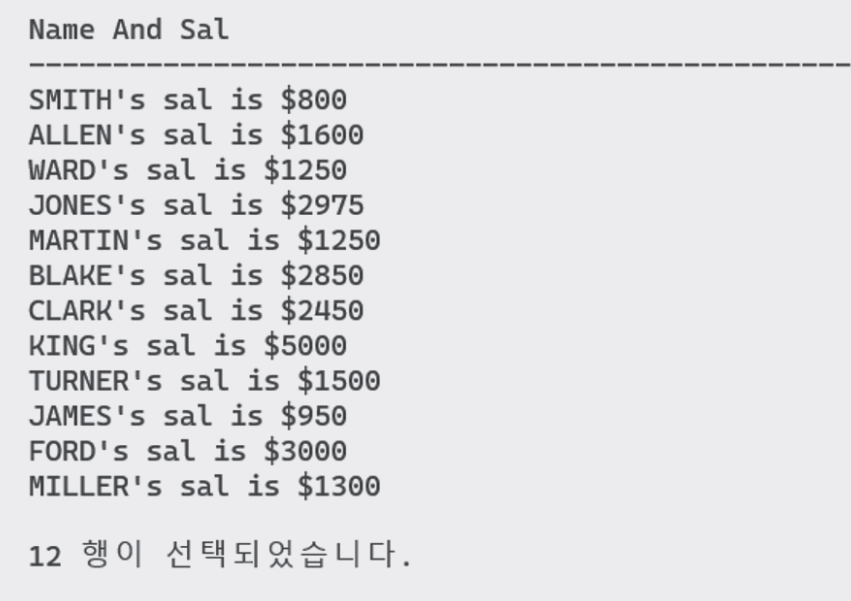 Name And Sal
-------------------------------------------------
SMITH's sal is $800
ALLEN's sal is $1600
WARD's sal is $1250
JONES's sal is $2975
MARTIN's sal is $1250
BLAKE's sal is $2850
CLARK's sal is $2450
KING's sal is $5000
TURNER's sal is $1500
JAMES's sal is $950
FORD's sal is $3000
MILLER's sal is $1300
12 행이 선택되었습니다.